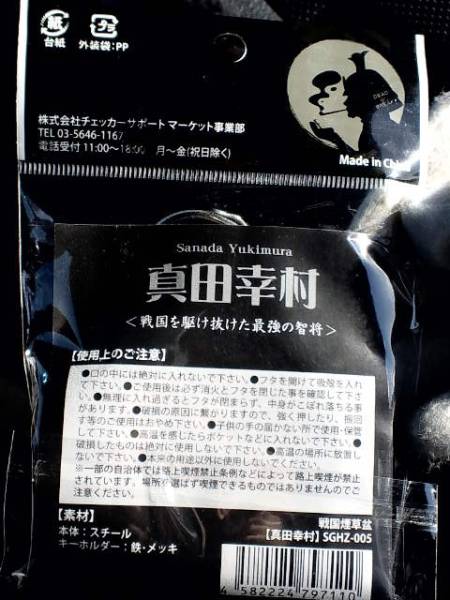 紙 プラ
台紙 外装袋:PP
株式会社チェッカーサポート マーケット事業部
TEL 03-5646-1167
電話受付 11:00〜18:00 月〜金(祝日除く)
Made in
Sanada Yukimura
真田幸村
<戦国を駆け抜けた最強の智将>
【使用上のご注意】
●口の中には絶対に入れないで下さい。●フタを開けて吸殻を入れ
て下さい。●ご使用後は必ず消火とフタを閉じた事を確認して下さ
い。●無理に入れ過ぎるとフタが閉まらず、中身がこぼれ落ちる事
があります。●破損の原因に繋がりますので、強く押したり、振回
す等のご使用はおやめ下さい。●子供の手の届かない所で使用・保管
して下さい。●高温を感じたらポケットなどに入れないで下さい。●
破損したものは絶対に使用しないで下さい。●高温の場所に放置し
ないで下さい。●本来の用途以外に使用しないでください。
※一部の自治体では路上喫煙禁止条例などによって路上喫煙が禁止
されています。場所を選ばず喫煙できるものではありませんのでご
注意ください。
【素材】
本体:スチール
キーホルダー:鉄・メッキ
戦国煙草盆
【真田幸村】SGHZ-005
4 582224 797110